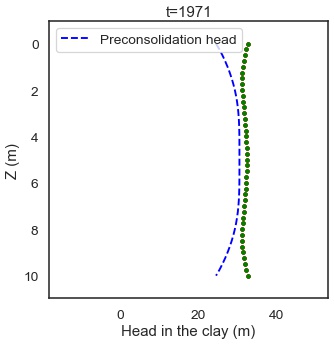 t=1971
Preconsolidation head
0
2
4
6
8
10
Z (m)
0
20
40
Head in the clay (m)